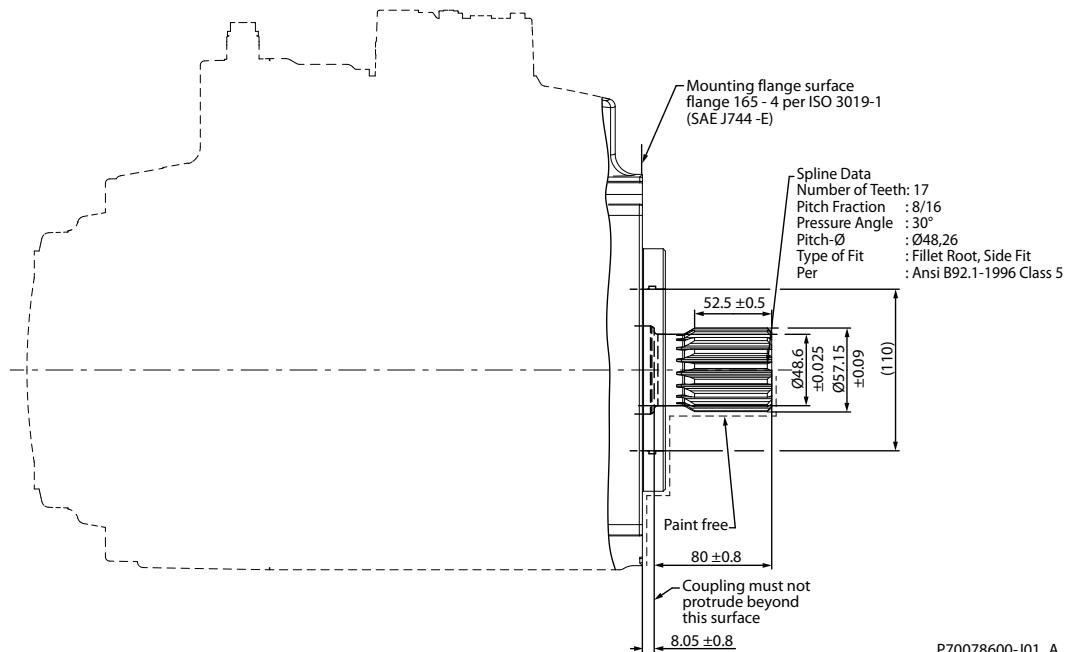 Mounting flange surface
flange 165 - 4 per ISO 3019-1
(SAE J744 -E)
Spline Data
Number of Teeth: 17
Pitch Fraction : 8/16
Pressure Angle : 30°
Pitch-Ø : Ø48,26
Type of Fit : Fillet Root, Side Fit
Per : Ansi B92.1-1996 Class 5
52.5 ±0.5
Ø48.6
±0.025
Ø57.15
±0.09
(110)
Paint free
80 ±0.8
Coupling must not
protrude beyond
this surface
8.05 ±0.8
P70078600-J01 A